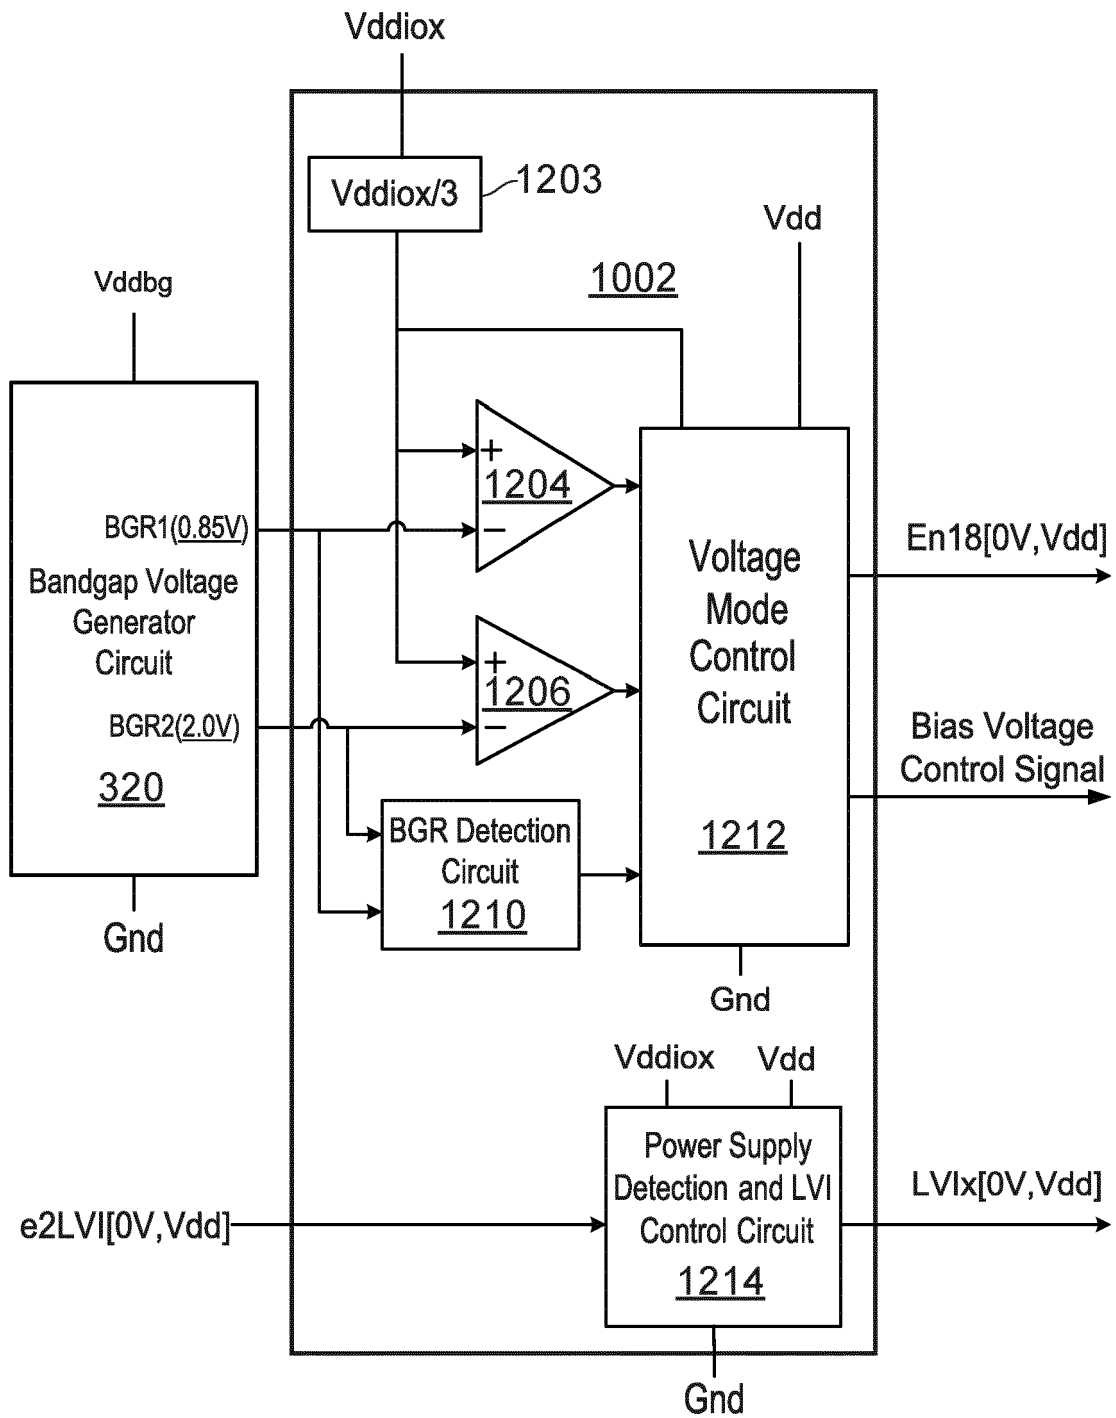 Vddiox
Vddiox/3
1203
Vdd
1002
Vddbg
+
1204
−
BGR1(0.85V)
Bandgap Voltage
Generator
Circuit
BGR2(2.0V)
320
Gnd
+
1206
−
BGR Detection
Circuit
1210
Voltage
Mode
Control
Circuit
1212
Gnd
En18[0V,Vdd]
Bias Voltage
Control Signal
Vddiox
Vdd
Power Supply
Detection and LVI
Control Circuit
1214
e2LVI[0V,Vdd]
LVIx[0V,Vdd]
Gnd